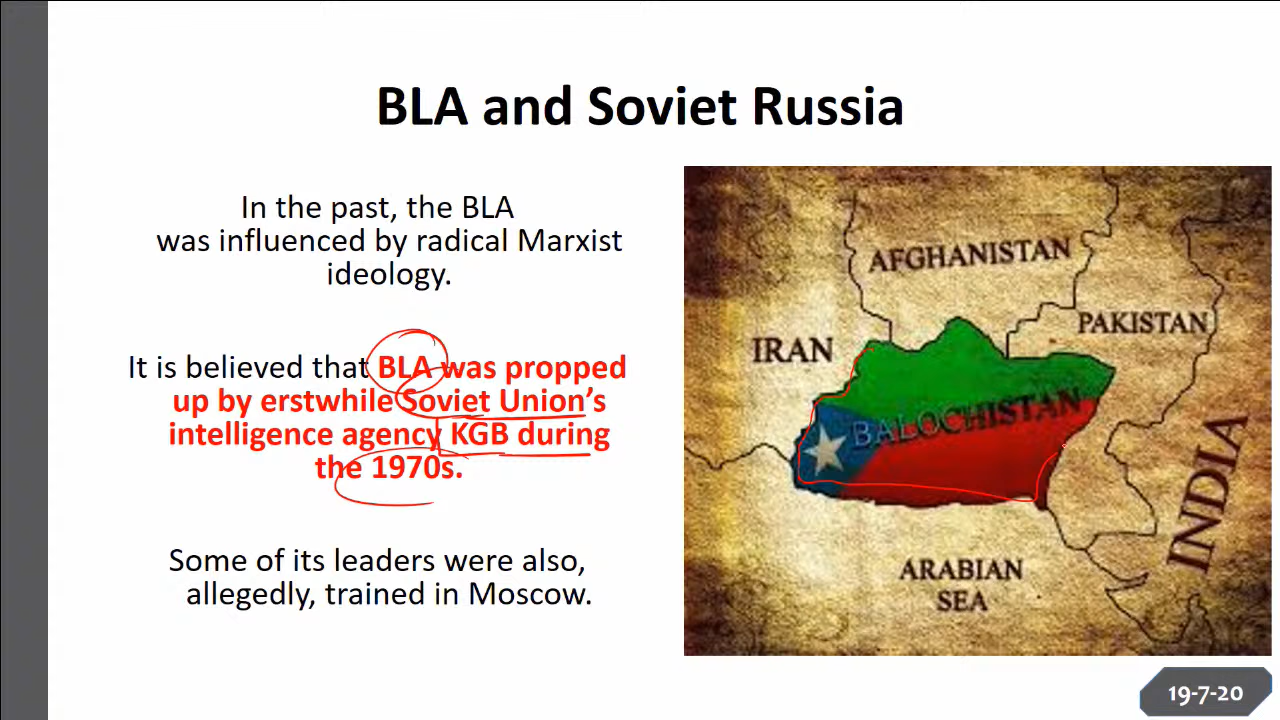 BLA and Soviet Russia
In the past, the BLA
was influenced by radical Marxist
ideology.
It is believed that BLA was propped
up by erstwhile Soviet Union's
intelligence agency KGB during
the 1970s.
Some of its leaders were also,
allegedly, trained in Moscow.
AFGHANISTAN
PAKISTAN
IRAN
BALOCHISTAN
INDIA
ARABIAN
SEA
19-7-20